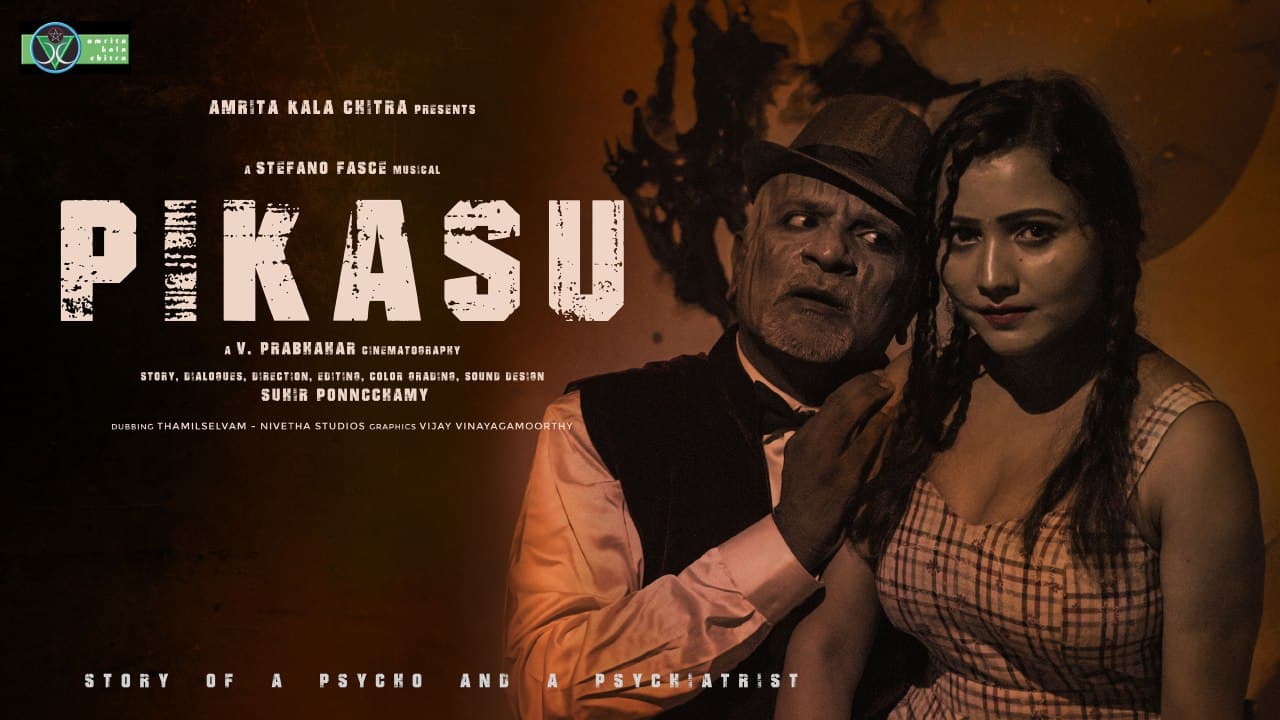 amrita
kala
chitra
AMRITA KALA CHITRA PRESENTS
A STEFANO FASCE MUSICAL
PIKASU
A V. PRABHAKAR CINEMATOGRAPHY
STORY, DIALOGUES, DIRECTION, EDITING, COLOR GRADING, SOUND DESIGN
SUHIR PONNCCHAMY
DUBBING THAMILSELVAM - NIVETHA STUDIOS GRAPHICS VIJAY VINAYAGAMOORTHY
STORY OF A PSYCHO AND A PSYCHIATRIST